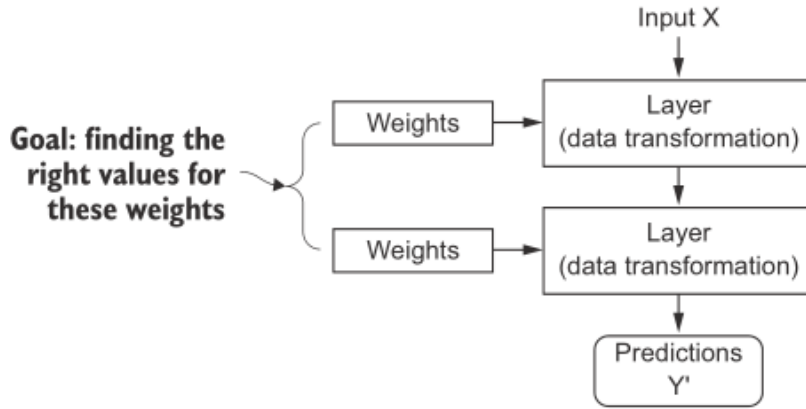 Input X
Weights
Layer
(data transformation)
Goal: finding the
right values for
these weights
Weights
Layer
(data transformation)
Predictions
Y'